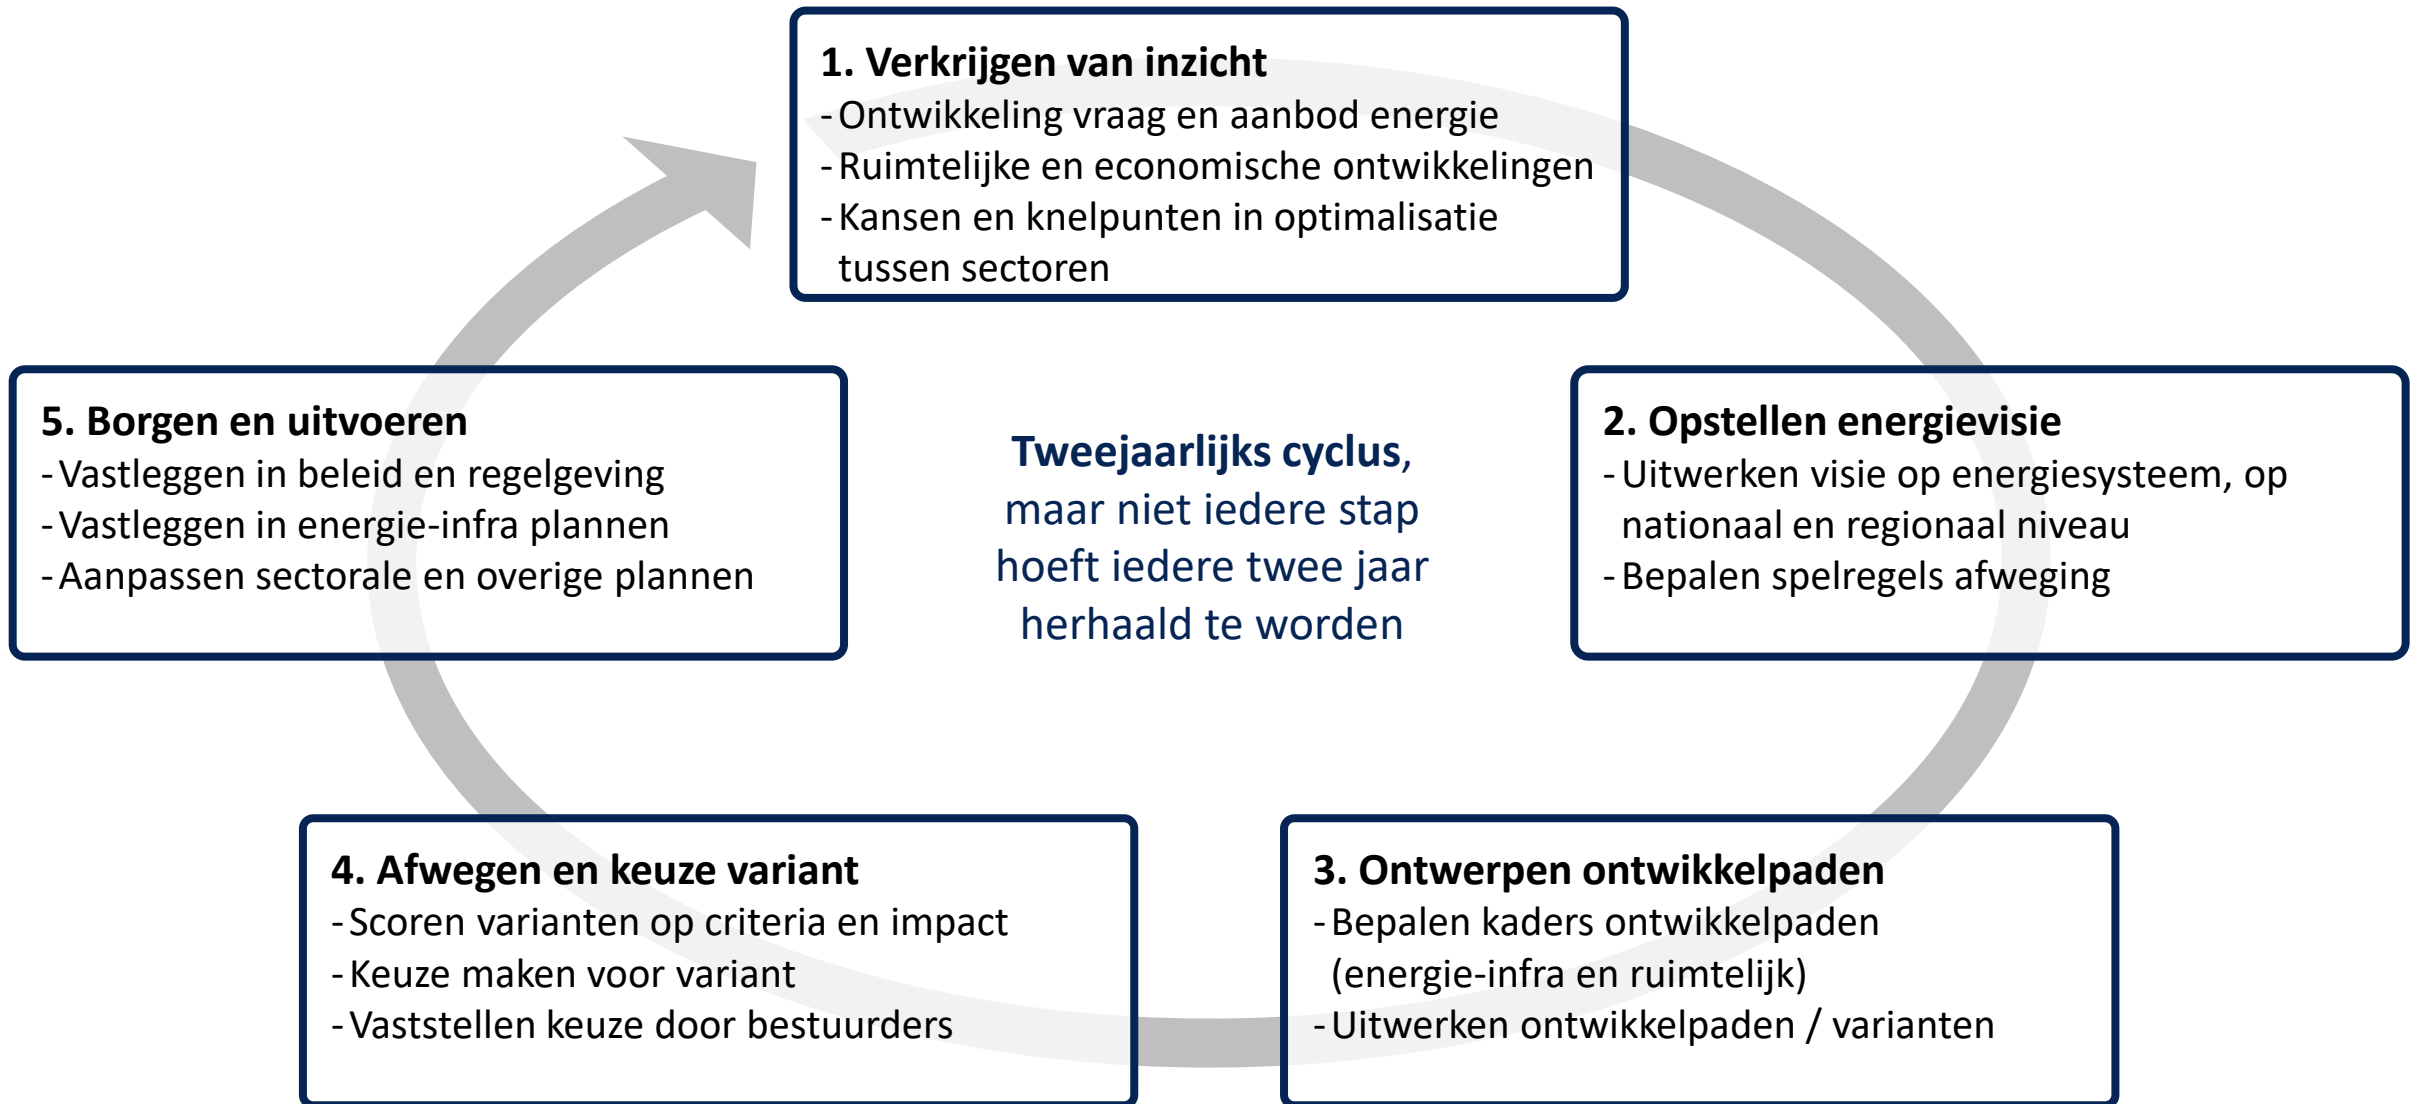 1. Verkrijgen van inzicht
- Ontwikkeling vraag en aanbod energie
- Ruimtelijke en economische ontwikkelingen
- Kansen en knelpunten in optimalisatie
tussen sectoren
2. Opstellen energievisie
- Uitwerken visie op energiesysteem, op
nationaal en regionaal niveau
- Bepalen spelregels afweging
3. Ontwerpen ontwikkelpaden
- Bepalen kaders ontwikkelpaden
(energie-infra en ruimtelijk)
- Uitwerken ontwikkelpaden / varianten
4. Afwegen en keuze variant
- Scoren varianten op criteria en impact
- Keuze maken voor variant
- Vaststellen keuze door bestuurders
5. Borgen en uitvoeren
- Vastleggen in beleid en regelgeving
- Vastleggen in energie-infra plannen
- Aanpassen sectorale en overige plannen
Tweejaarlijks cyclus,
maar niet iedere stap
hoeft iedere twee jaar
herhaald te worden